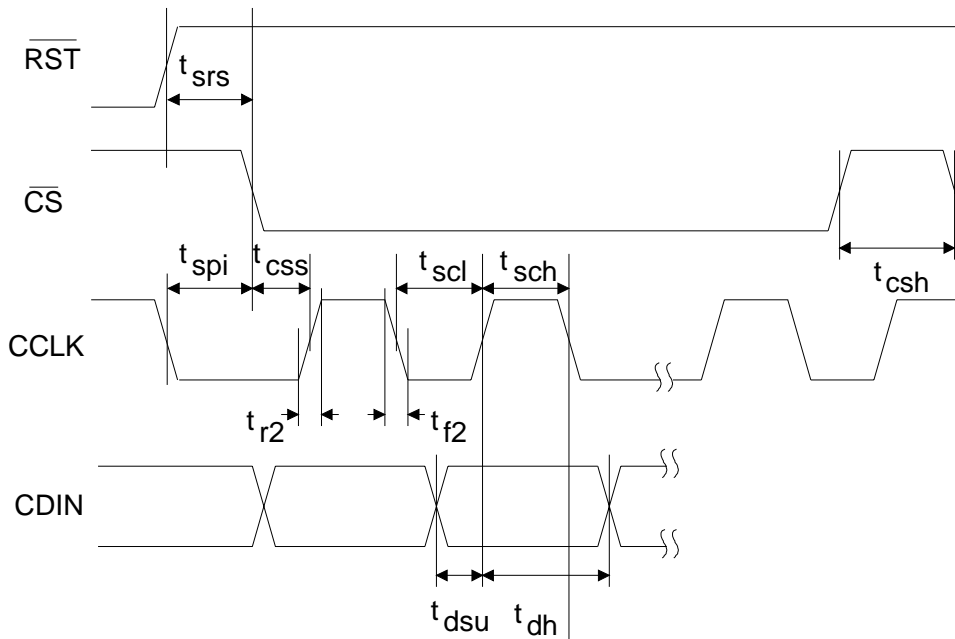 RST
t srs
CS
t spi
t css
t scl
t sch
t csh
CCLK
t r2
t f2
CDIN
t dsu
t dh